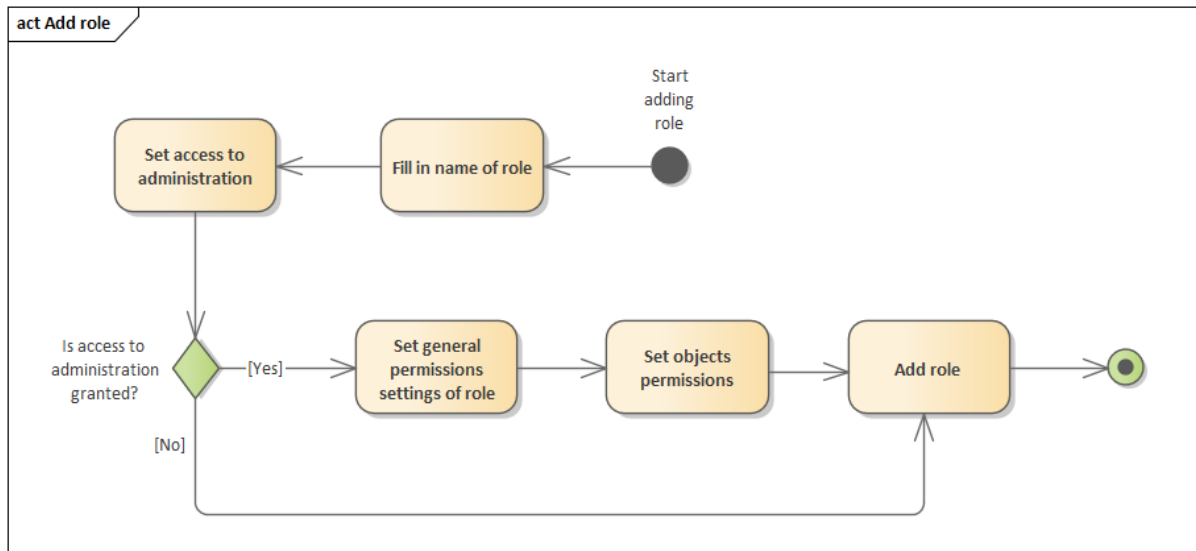 act Add role
Start
adding
role
Fill in name of role
Set access to
administration
Is access to
administration
granted?
[Yes]
[No]
Set general
permissions
settings of role
Set objects
permissions
Add role